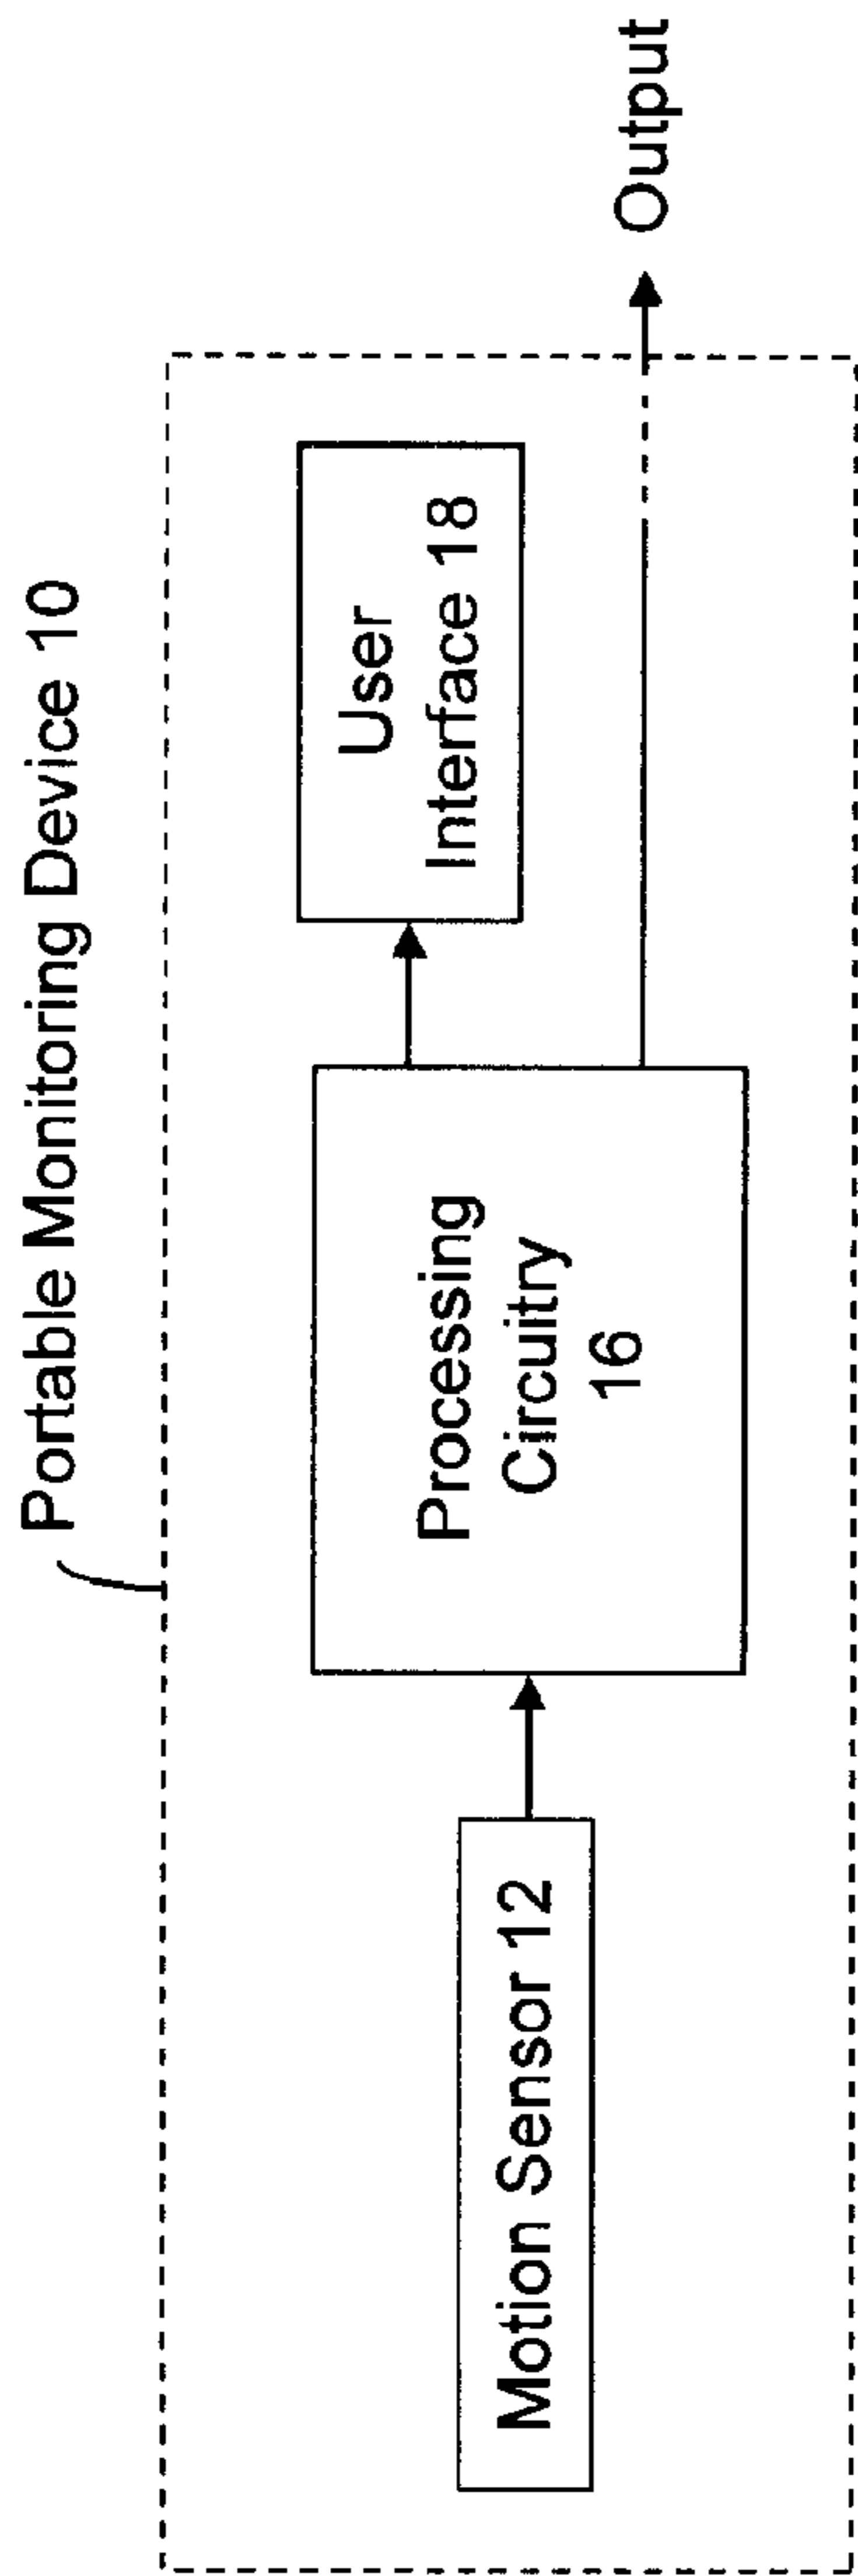 Portable Monitoring Device 10
Motion Sensor 12
Processing
Circuitry
16
User
Interface 18
Output